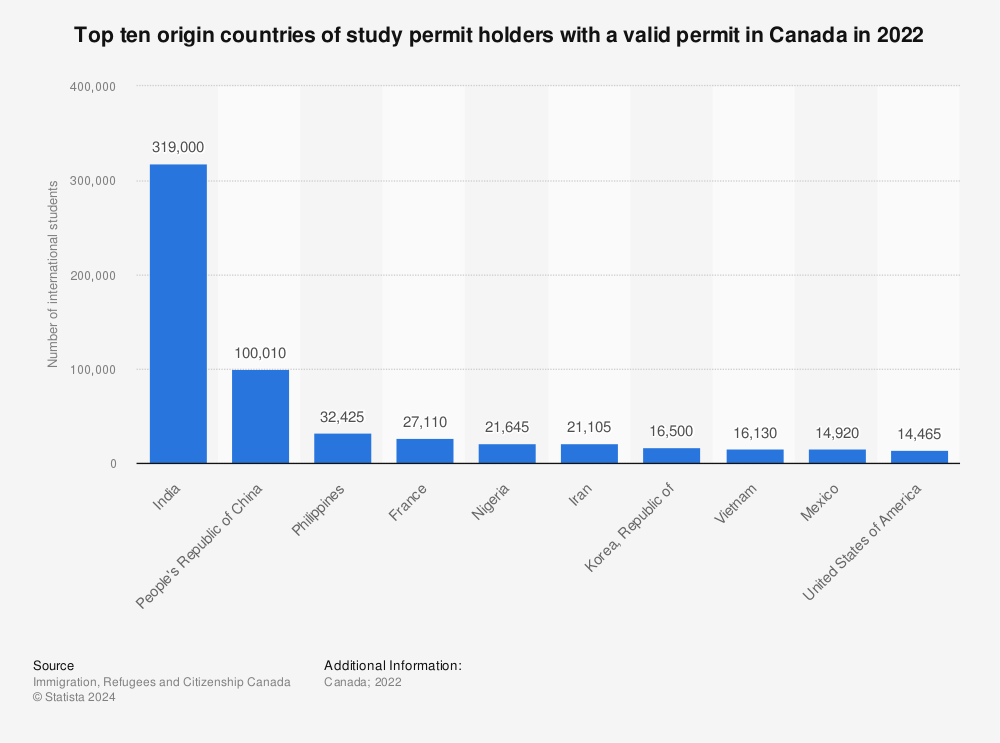 Top ten origin countries of study permit holders with a valid permit in Canada in 2022
Number of international students
400,000
300,000
200,000
100,000
0
319,000
100,010
32,425
27,110
21,645
21,105
16,500
16,130
14,920
14,465
India
People's Republic of China
Philippines
France
Nigeria
Iran
Korea, Republic of
Vietnam
Mexico
United States of America
Source
Immigration, Refugees and Citizenship Canada
© Statista 2024
Additional Information:
Canada; 2022